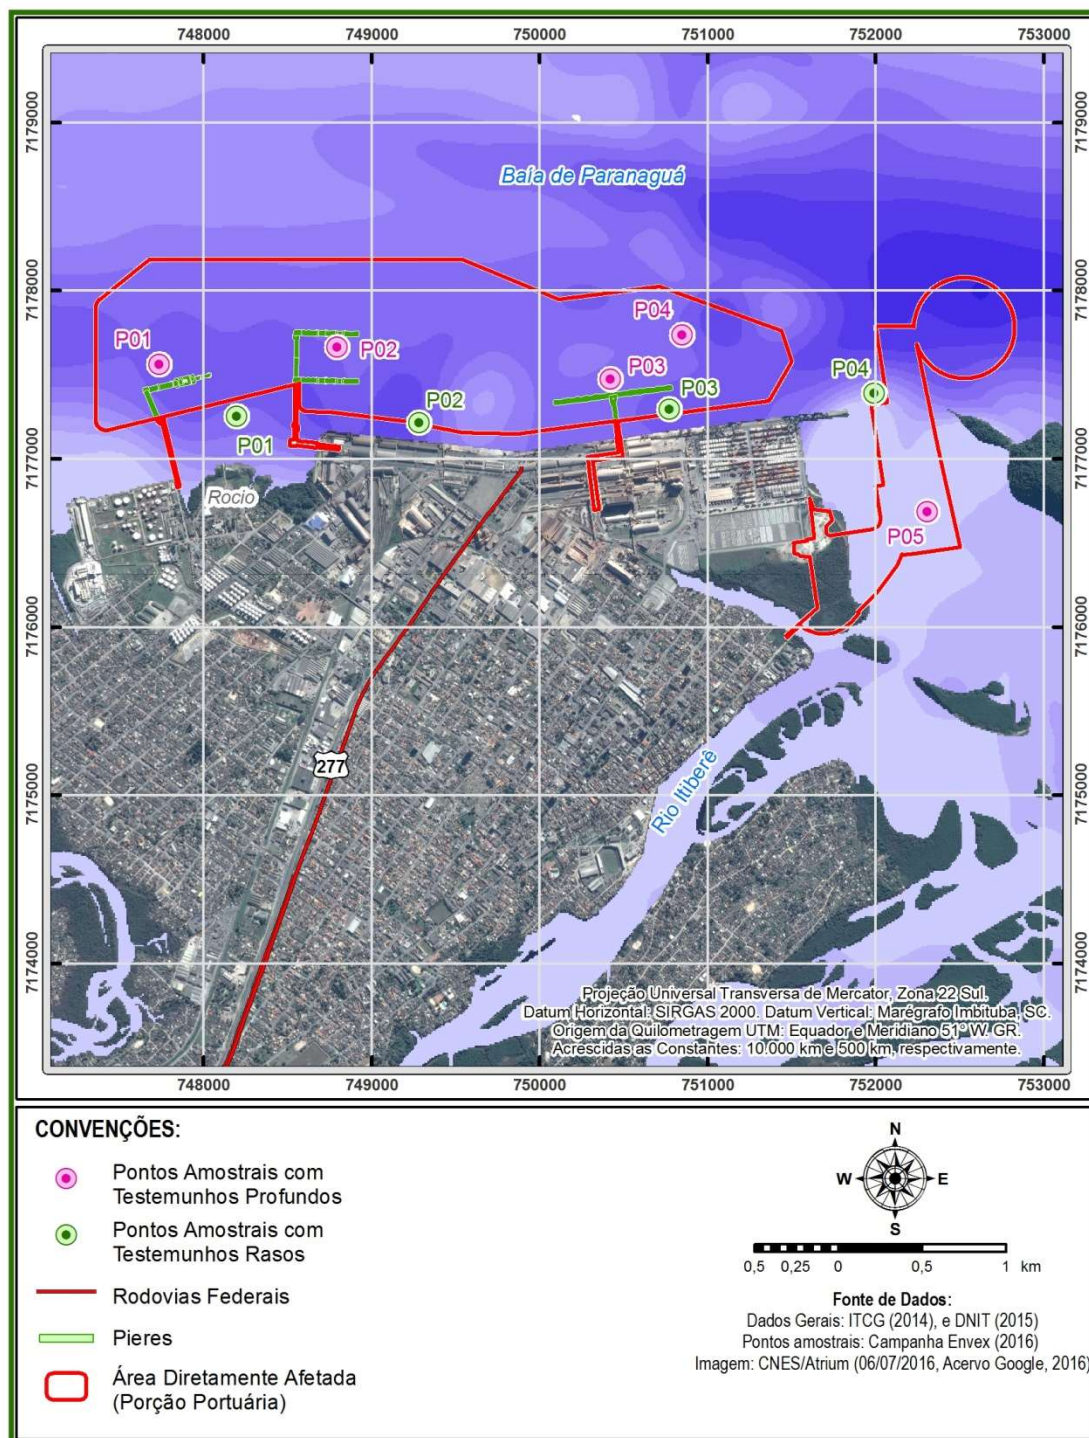 748000 749000 750000 751000 752000 753000
7179000 7179000
Baía de Paranaguá
7178000 7178000
P01 P02 P04
P03 P03 P04
P02
P01
7177000 7177000
Rocio
P05
7176000 7176000
277
Rio Itiberê
7175000 7175000
7174000 7174000
Projeção Universal Transversa de Mercator, Zona 22 Sul.
Datum Horizontal: SIRGAS 2000. Datum Vertical: Marégrafo Imbituba, SC.
Origem da Quilometragem UTM: Equador e Meridiano 51° W. GR.
Acrescidas as Constantes: 10.000 km e 500 km, respectivamente.
748000 749000 750000 751000 752000 753000
CONVENÇÕES:
Pontos Amostrais com
Testemunhos Profundos
Pontos Amostrais com
Testemunhos Rasos
Rodovias Federais
Pieres
Área Diretamente Afetada
(Porção Portuária)
N
W E
S
0,5 0,25 0 0,5 1 km
Fonte de Dados:
Dados Gerais: ITCG (2014), e DNIT (2015)
Pontos amostrais: Campanha Envex (2016)
Imagem: CNES/Atrium (06/07/2016, Acervo Google, 2016)